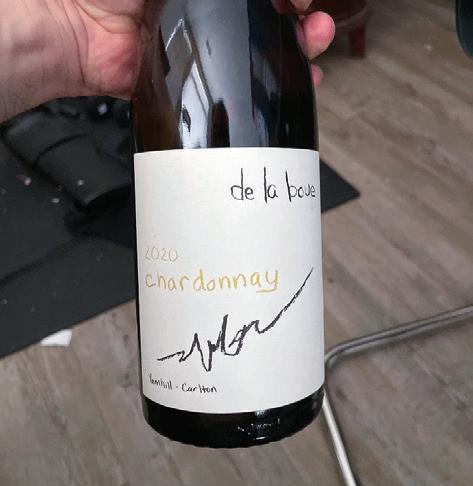 de la boue
2020
chardonnay
Yamhill - Carlton